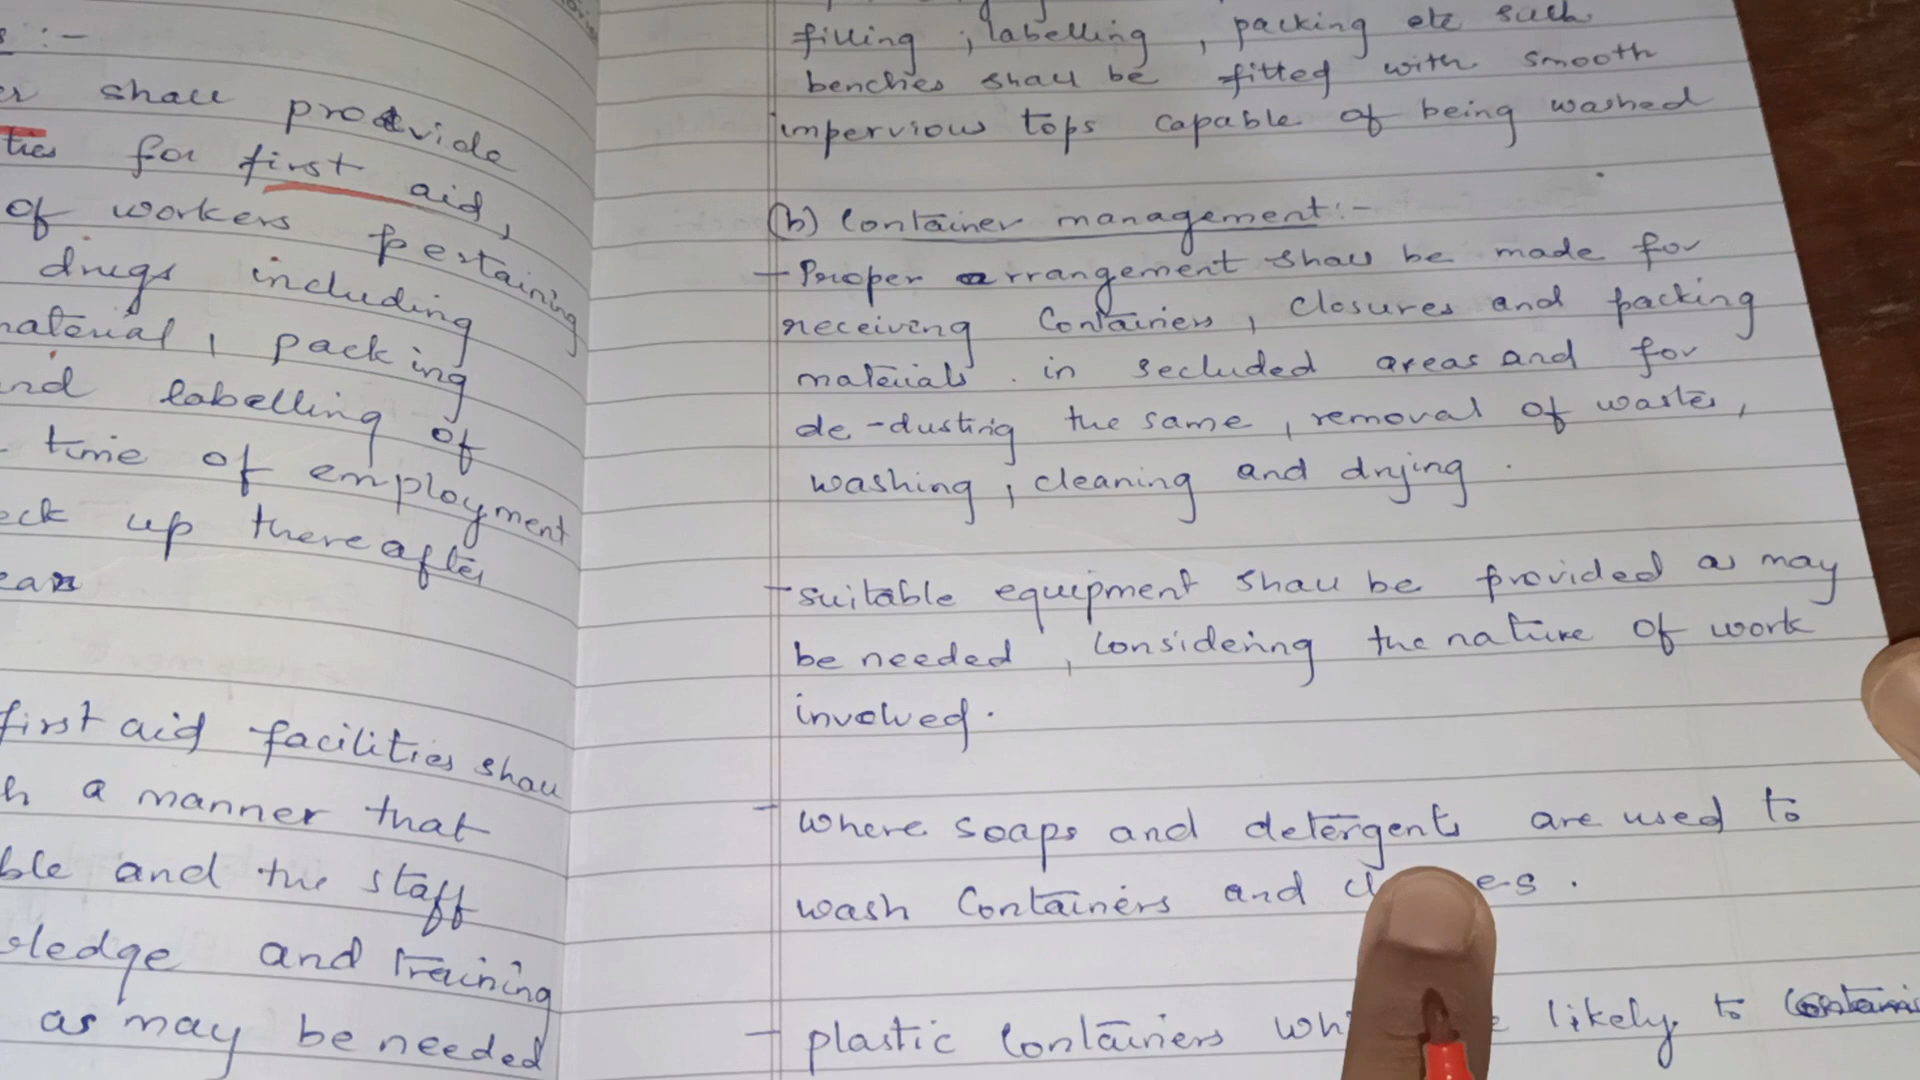 :-
shall provide
for first aid,
of workers pertaining
drugs including
material, packing
and labelling of
time of employment
up thereafter
first aid facilities shall
a manner that
and the staff
and training
as may be needed
filling, labelling, packing etc such
benches shall be fitted with smooth
impervious tops capable of being washed
(b) Container management:-
- Proper arrangement shall be made for
receiving Containers, closures and packing
materials. in secluded areas and for
de-dusting the same, removal of wastes,
washing, cleaning and drying.
- suitable equipment shall be provided as may
be needed, considering the nature of work
involved.
- where soaps and detergents are used to
wash Containers and
- plastic Containers likely to